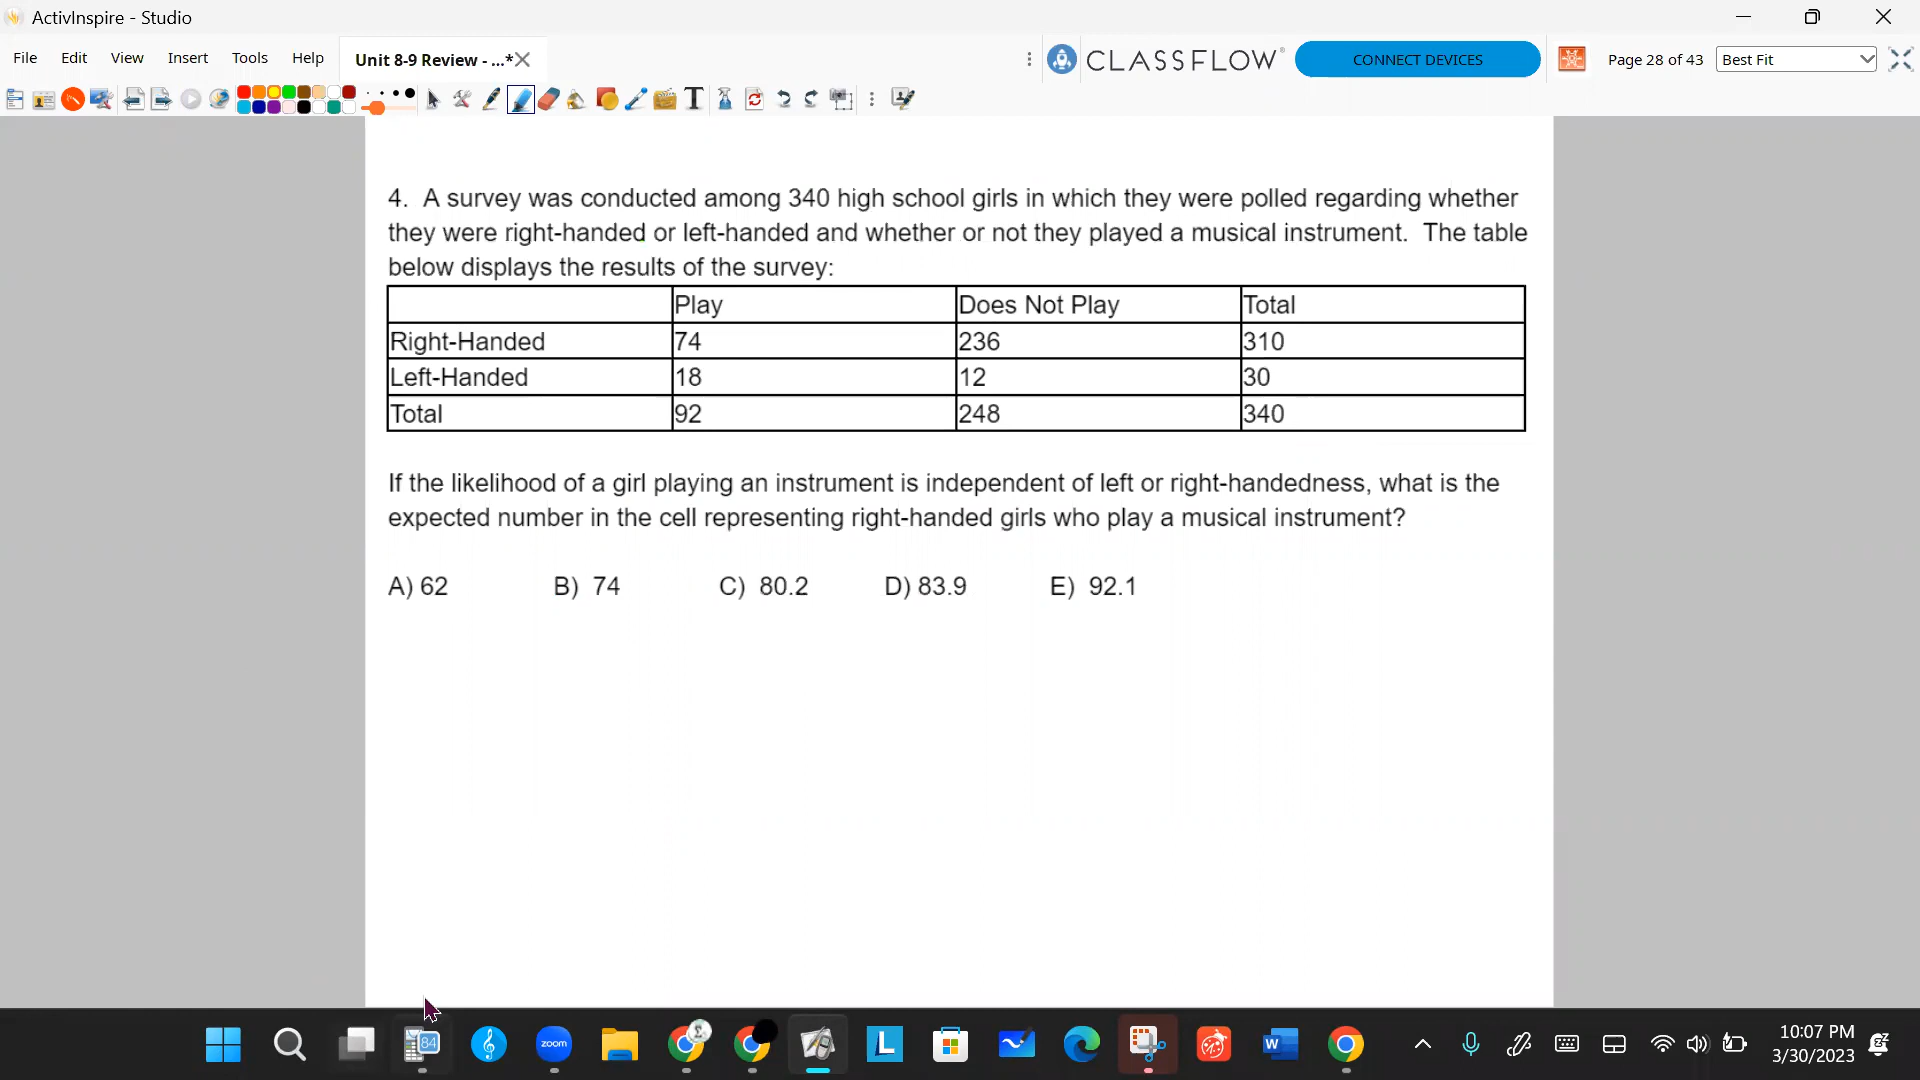 ActivInspire - Studio
File Edit View Insert Tools Help Unit 8-9 Review - ...* CLASSFLOW CONNECT DEVICES Page 28 of 43 Best Fit
4. A survey was conducted among 340 high school girls in which they were polled regarding whether
they were right-handed or left-handed and whether or not they played a musical instrument. The table
below displays the results of the survey:
Play Does Not Play Total
Right-Handed 74 236 310
Left-Handed 18 12 30
Total 92 248 340
If the likelihood of a girl playing an instrument is independent of left or right-handedness, what is the
expected number in the cell representing right-handed girls who play a musical instrument?
A) 62 B) 74 C) 80.2 D) 83.9 E) 92.1
84 zoom L W
10:07 PM
3/30/2023